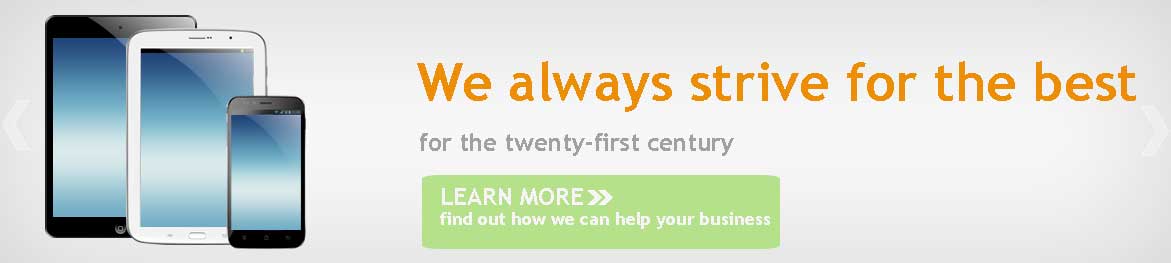 We always strive for the best
for the twenty-first century
LEARN MORE
find out how we can help your business